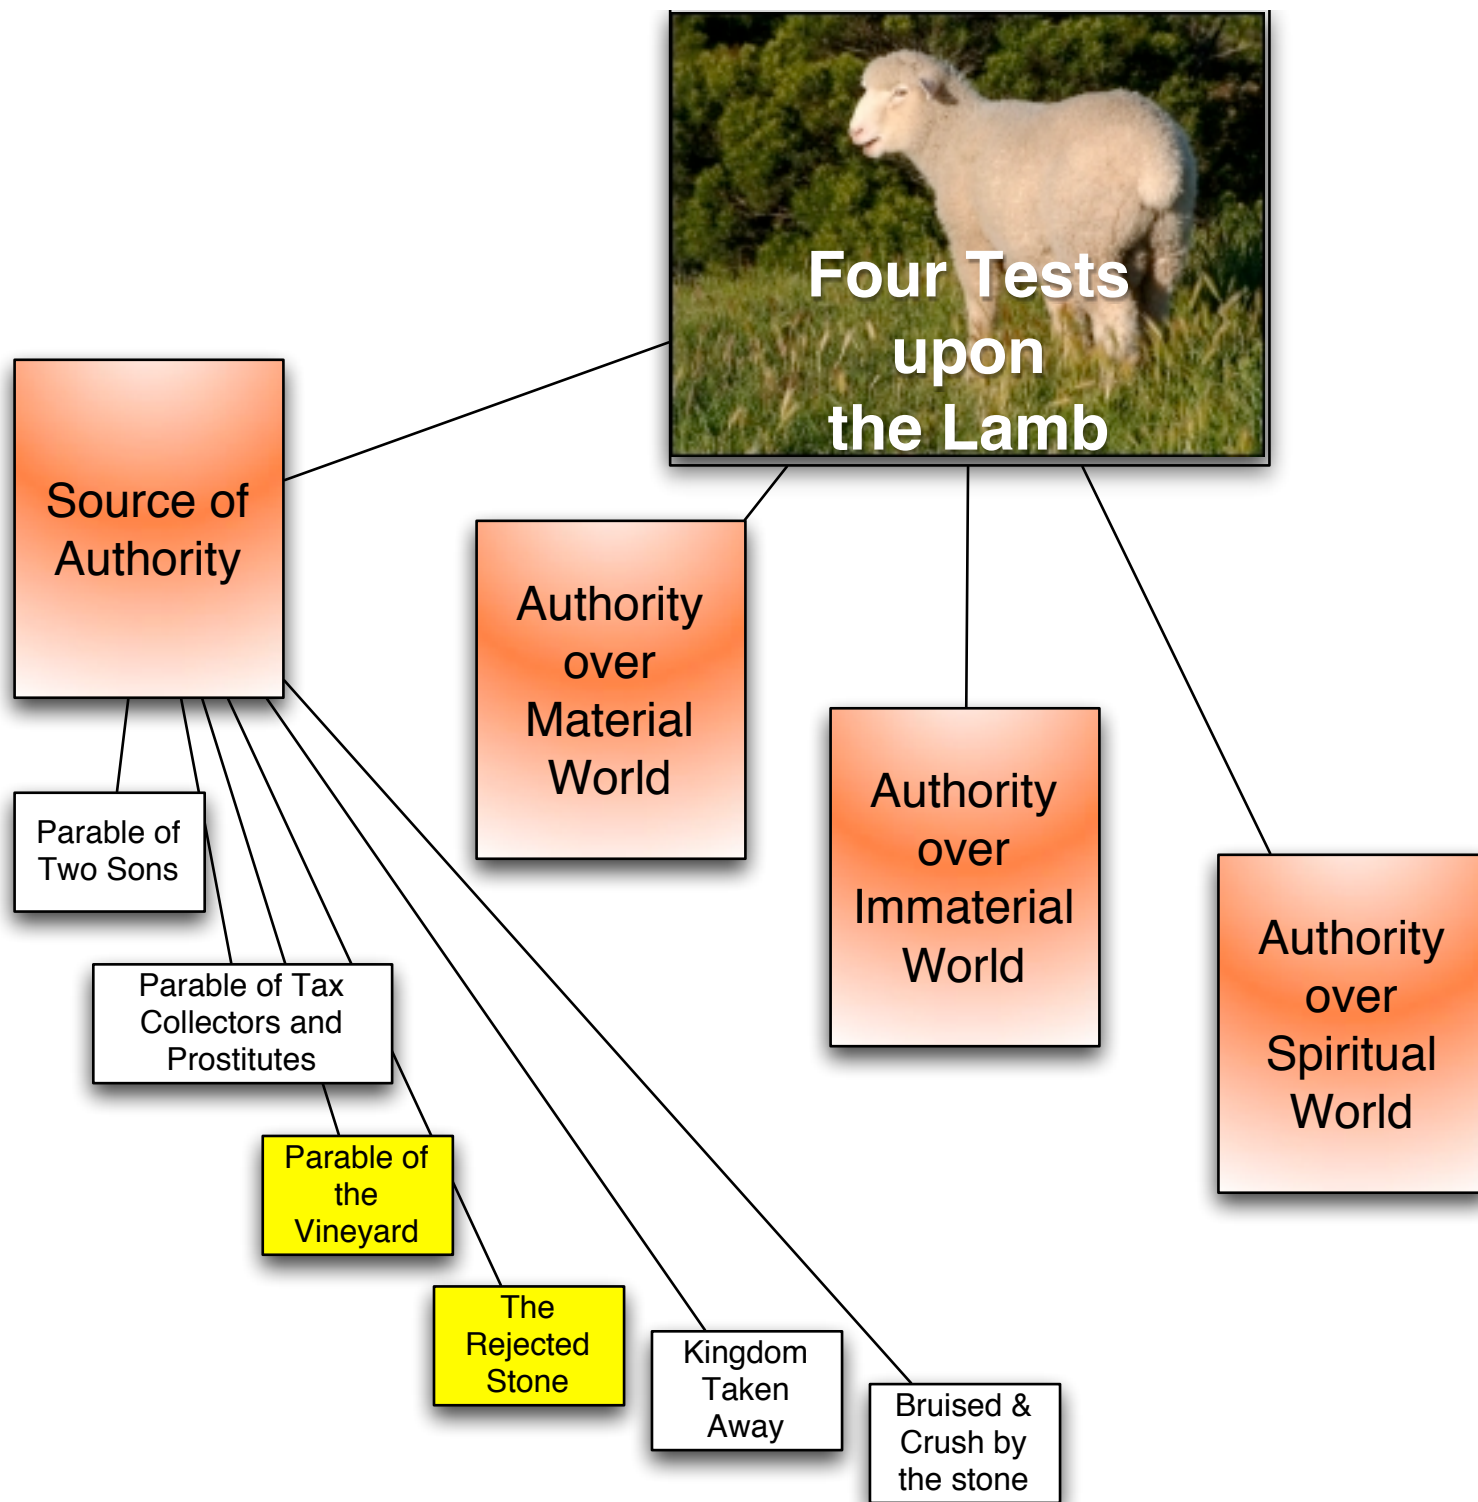 Four Tests
upon
the Lamb
Source of
Authority
Authority
over
Material
World
Authority
over
Immaterial
World
Authority
over
Spiritual
World
Parable of
Two Sons
Parable of Tax
Collectors and
Prostitutes
Parable of
the
Vineyard
The
Rejected
Stone
Kingdom
Taken
Away
Bruised &
Crush by
the stone